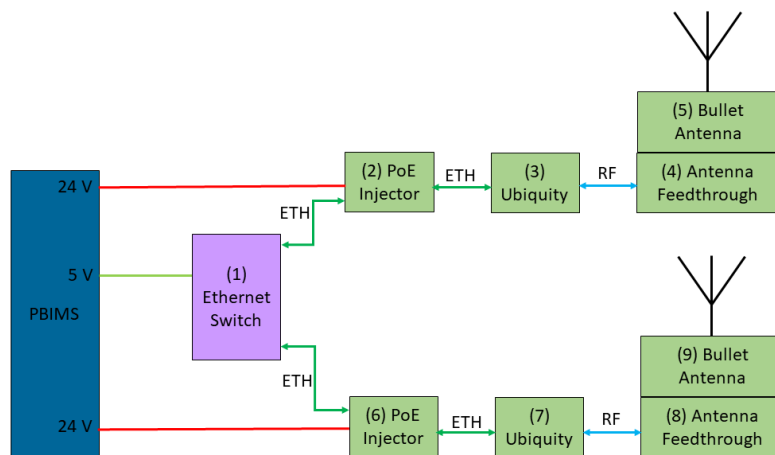 (5) Bullet
Antenna
24 V
(2) PoE
Injector
ETH
(3)
Ubiquity
RF
(4) Antenna
Feedthrough
ETH
5 V
(1)
Ethernet
Switch
PBIMS
ETH
(9) Bullet
Antenna
24 V
(6) PoE
Injector
ETH
(7)
Ubiquity
RF
(8) Antenna
Feedthrough